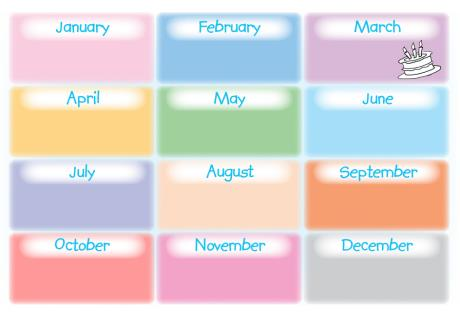 January February March
April May June
July August September
October November December